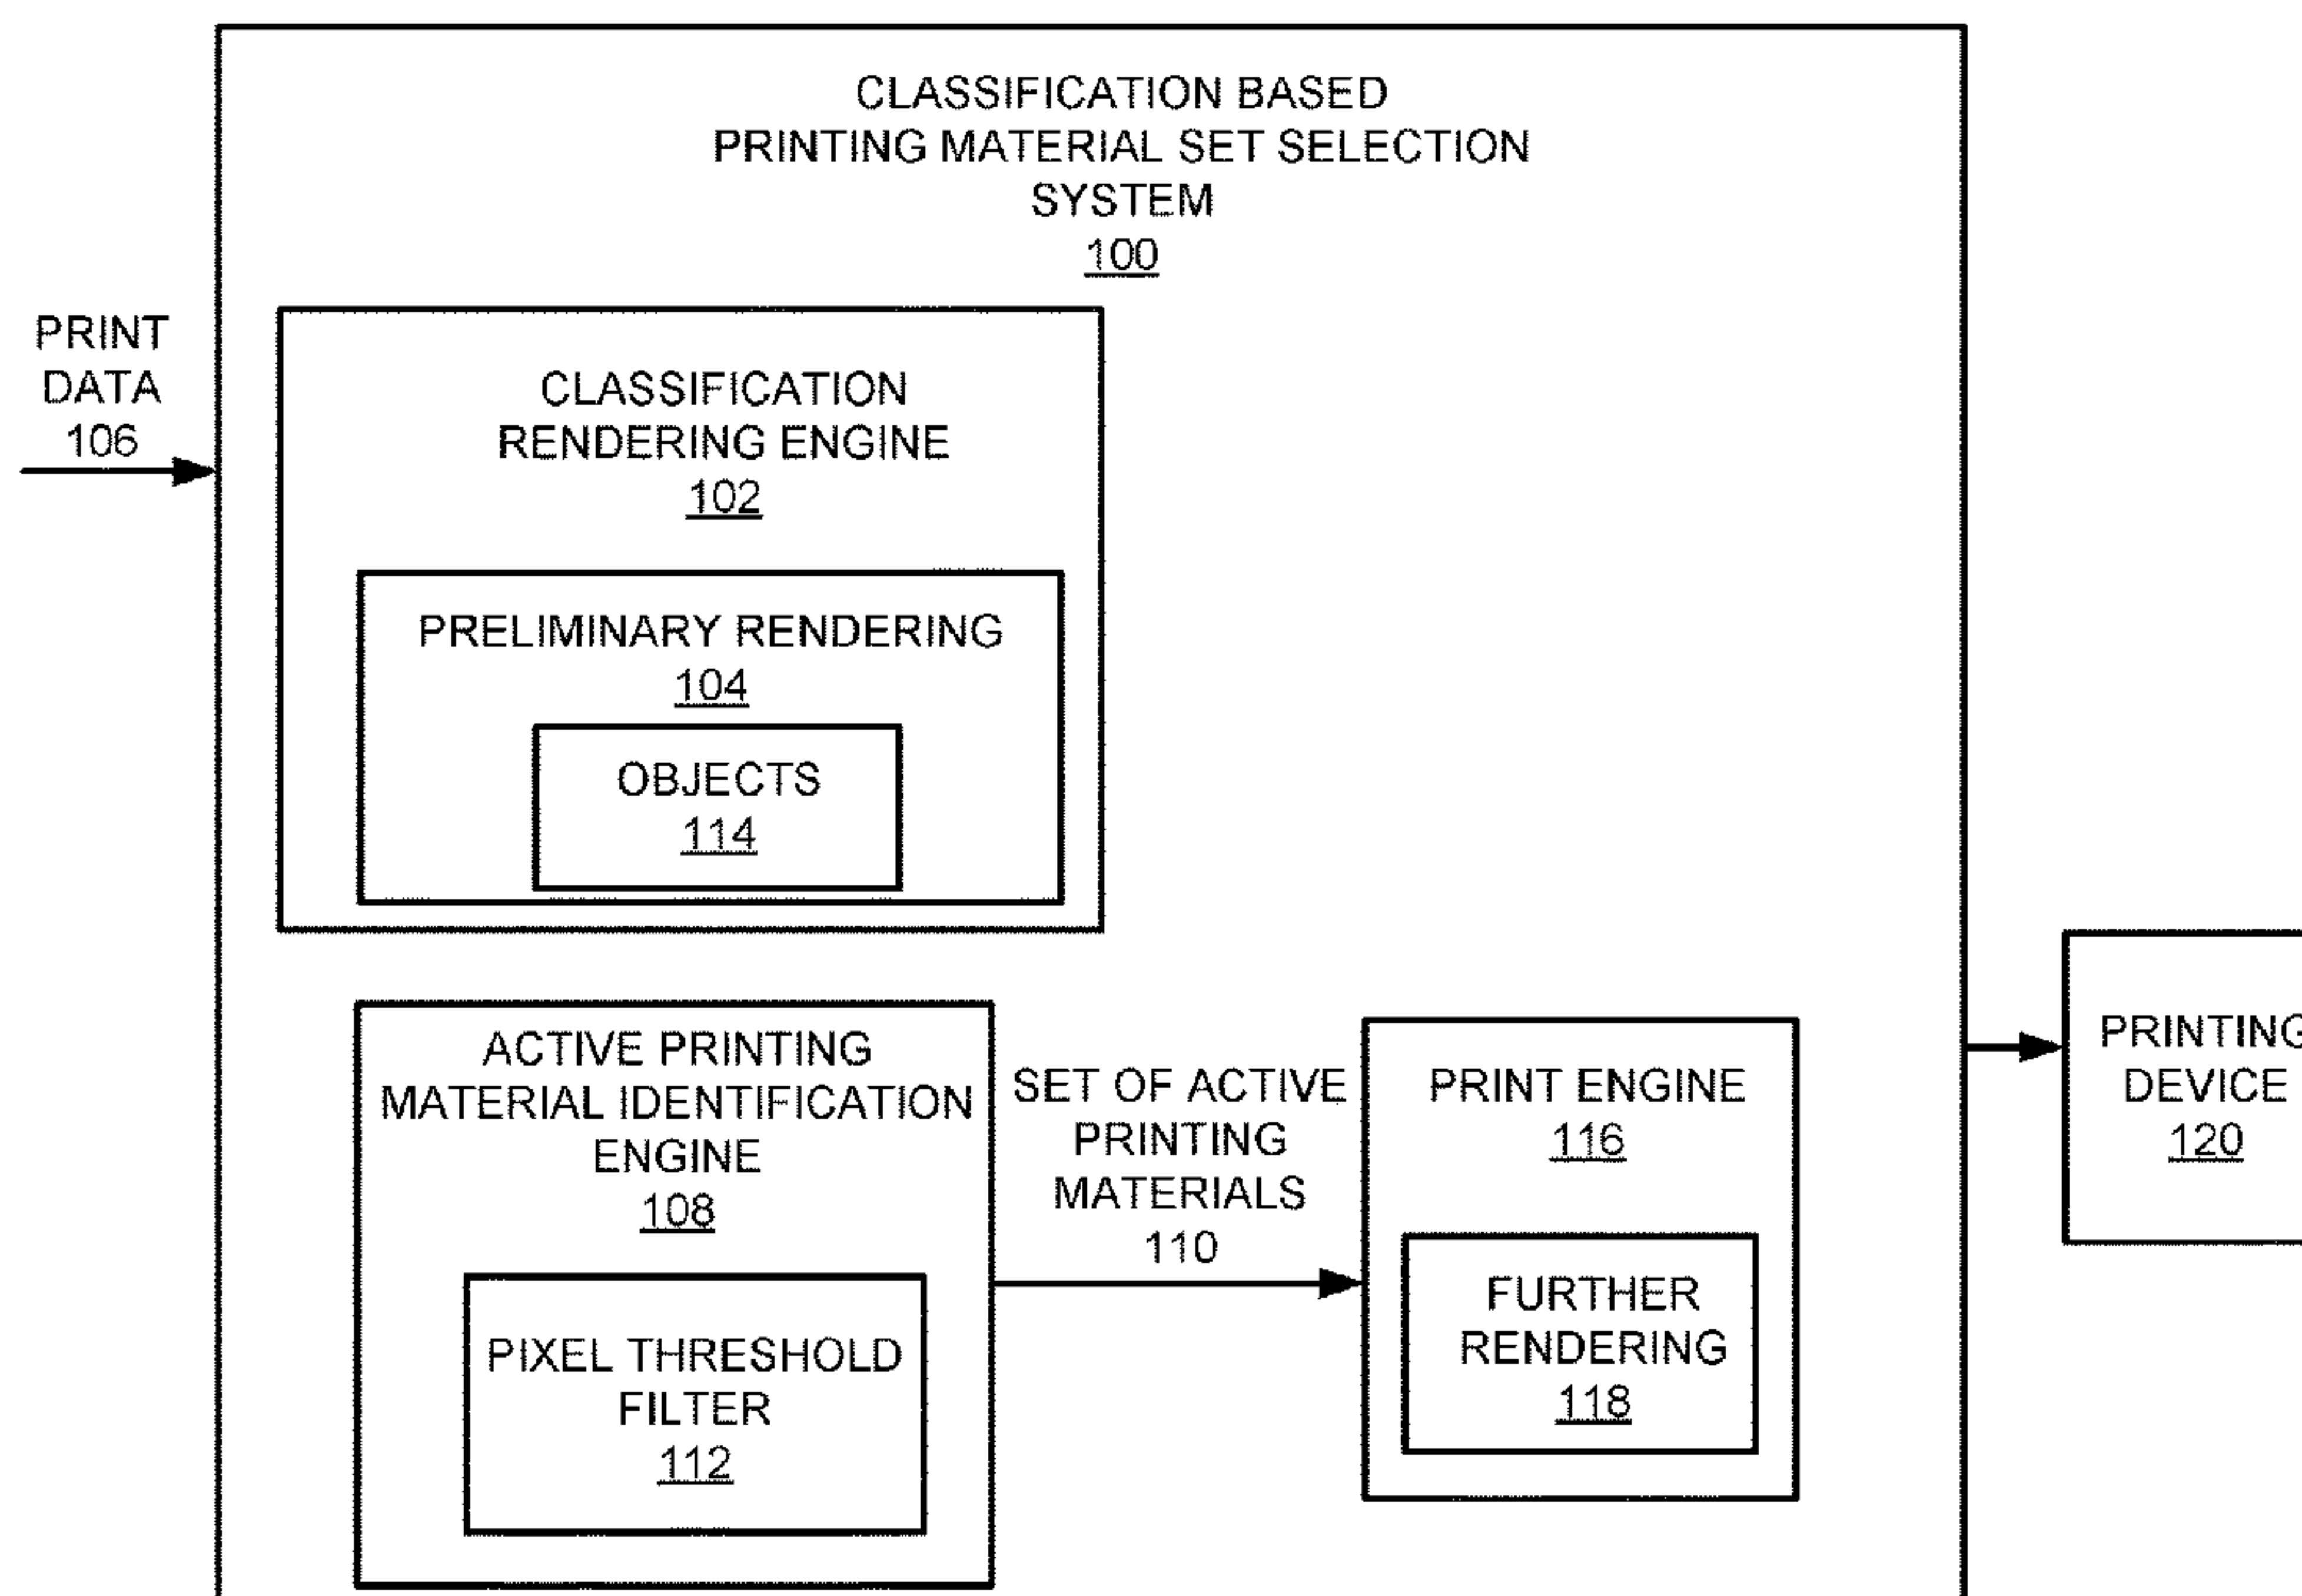 CLASSIFICATION BASED
PRINTING MATERIAL SET SELECTION
SYSTEM
100
PRINT
DATA
106
CLASSIFICATION
RENDERING ENGINE
102
PRELIMINARY RENDERING
104
OBJECTS
114
ACTIVE PRINTING
MATERIAL IDENTIFICATION
ENGINE
108
PIXEL THRESHOLD
FILTER
112
SET OF ACTIVE
PRINTING
MATERIALS
110
PRINT ENGINE
116
FURTHER
RENDERING
118
PRINTING
DEVICE
120